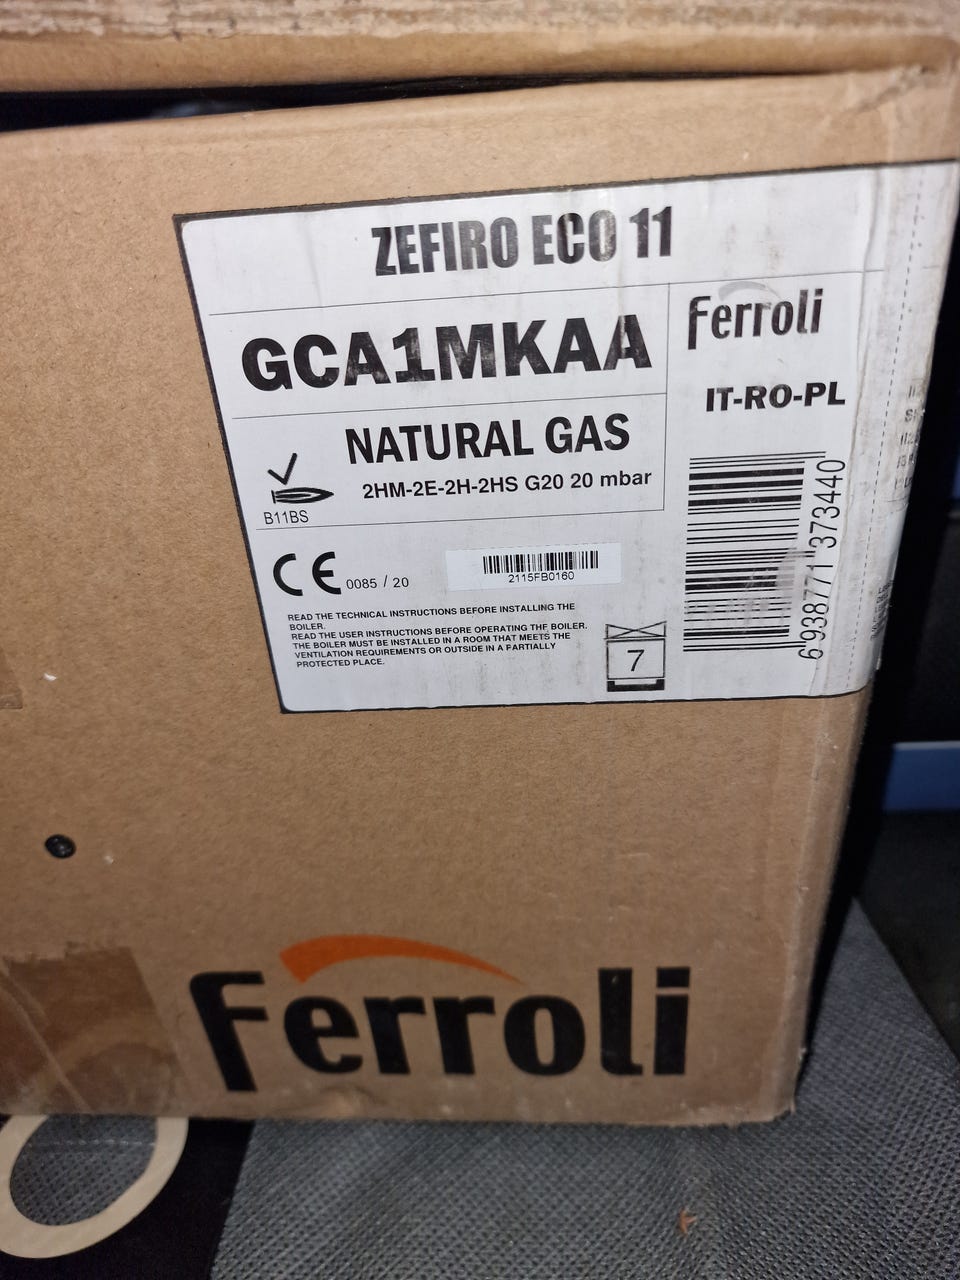 ZEFIRO ECO 11
GCA1MKAA
ferroli
IT-RO-PL
NATURAL GAS
2HM-2E-2H-2HS G20 20 mbar
B11BS
CE 0085 / 20
2115FB0160
6938771 373440
READ THE TECHNICAL INSTRUCTIONS BEFORE INSTALLING THE
BOILER.
READ THE USER INSTRUCTIONS BEFORE OPERATING THE BOILER.
THE BOILER MUST BE INSTALLED IN A ROOM THAT MEETS THE
VENTILATION REQUIREMENTS OR OUTSIDE IN A PARTIALLY
PROTECTED PLACE.
7
ferroli